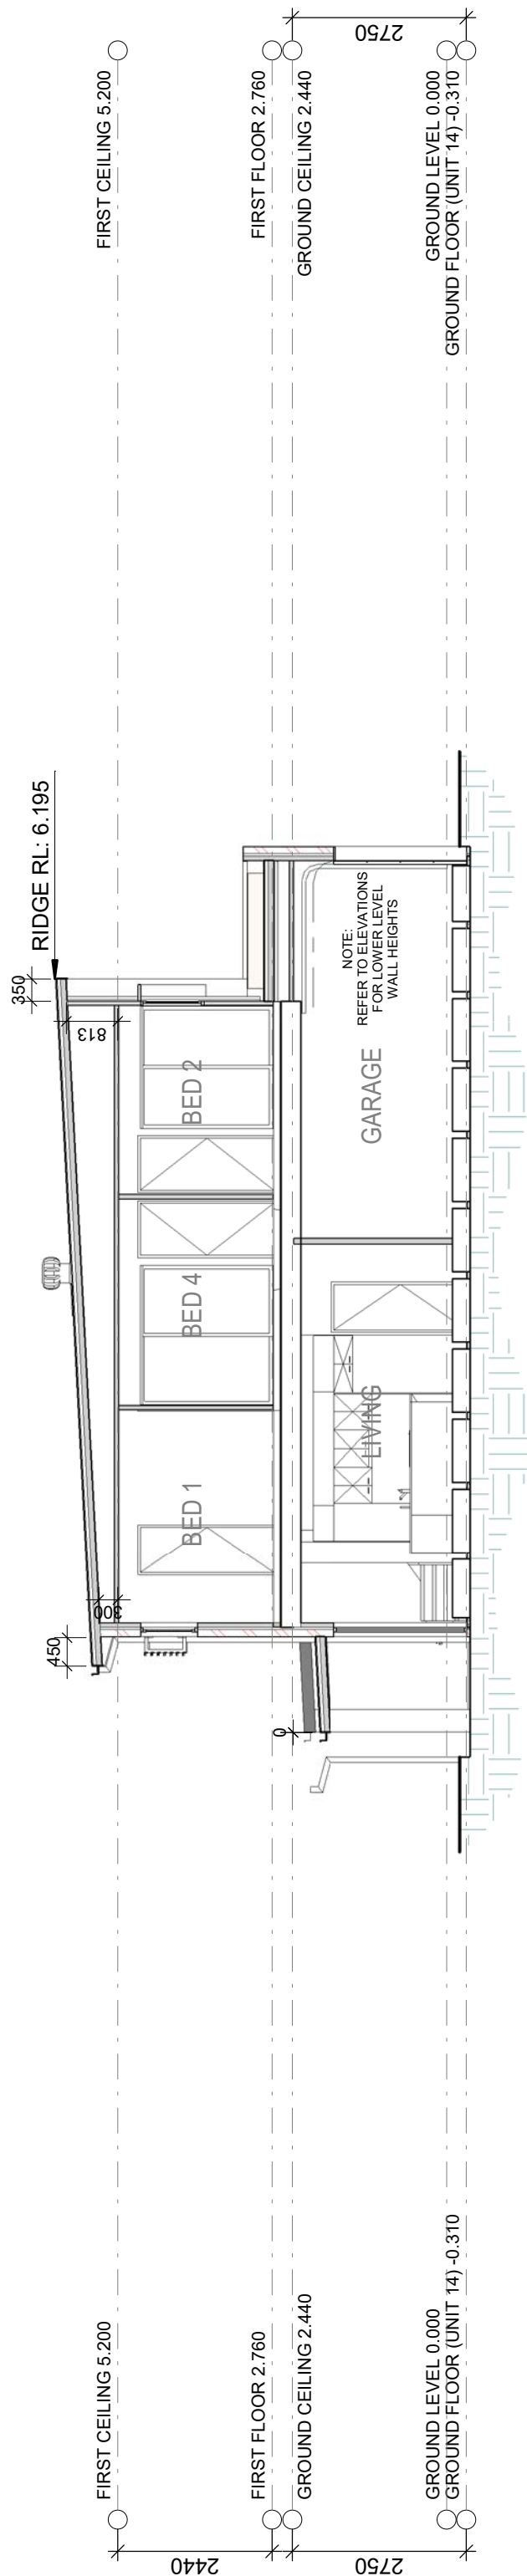 FIRST CEILING 5.200
FIRST FLOOR 2.760
GROUND CEILING 2.440
GROUND LEVEL 0.000
GROUND FLOOR (UNIT 14) -0.310
2440
2750
450
300
0
BED 1
BED 4
BED 2
LIVING
GARAGE
NOTE:
REFER TO ELEVATIONS
FOR LOWER LEVEL
WALL HEIGHTS
813
350
RIDGE RL: 6.195
FIRST CEILING 5.200
FIRST FLOOR 2.760
GROUND CEILING 2.440
GROUND LEVEL 0.000
GROUND FLOOR (UNIT 14) -0.310
2750